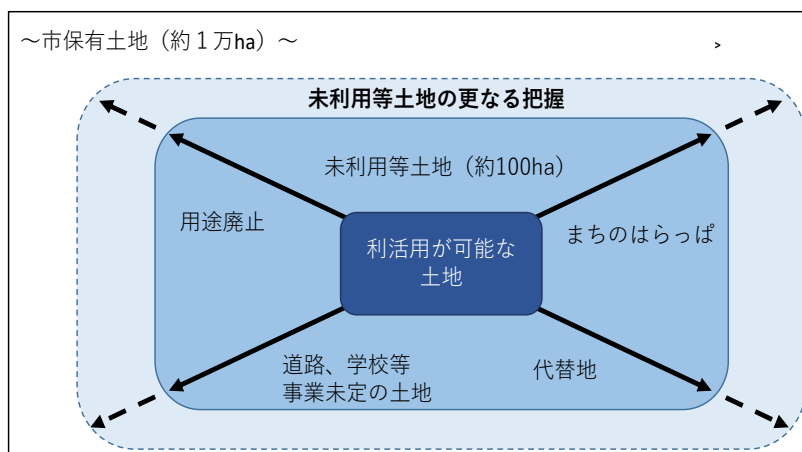 ～市保有土地（約１万ha）～
>
未利用等土地の更なる把握
未利用等土地（約100ha）
用途廃止
まちのはらっぱ
利活用が可能な
土地
道路、学校等
事業未定の土地
代替地